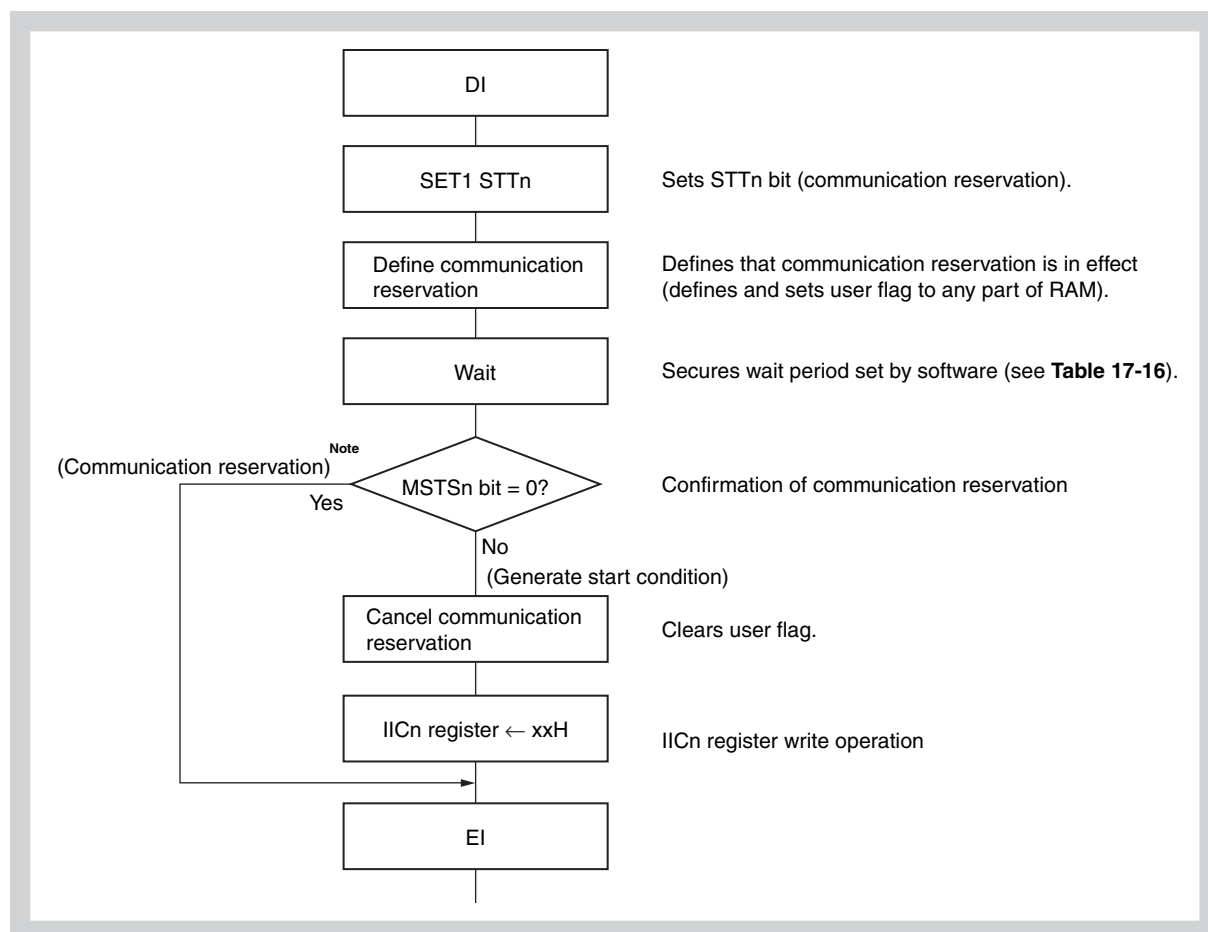 DI
SET1 STTn
Sets STTn bit (communication reservation).
Define communication
reservation
Defines that communication reservation is in effect
(defines and sets user flag to any part of RAM).
Wait
Secures wait period set by software (see Table 17-16).
(Communication reservation)Note
Yes
MSTSn bit = 0?
Confirmation of communication reservation
No
(Generate start condition)
Cancel communication
reservation
Clears user flag.
IICn register ← xxH
IICn register write operation
EI